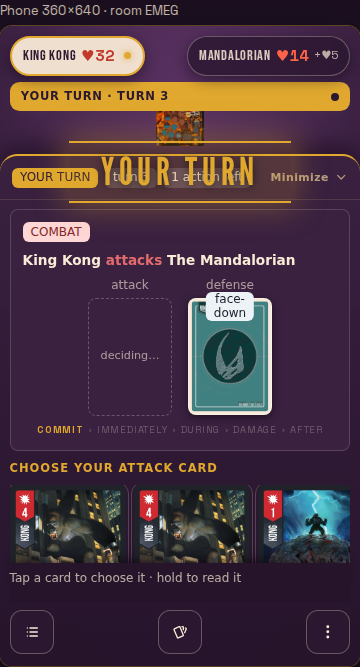 Phone 360×640 · room EMEG
KING KONG ♥32
MANDALORIAN ♥14 +♥5
YOUR TURN · TURN 3
YOUR TURN
YOUR TURN
1 action left
Minimize
COMBAT
King Kong attacks The Mandalorian
attack
defense
deciding…
face-down
COMMIT › IMMEDIATELY › DURING › DAMAGE › AFTER
CHOOSE YOUR ATTACK CARD
4
KONG
4
KONG
1
KONG
Tap a card to choose it · hold to read it